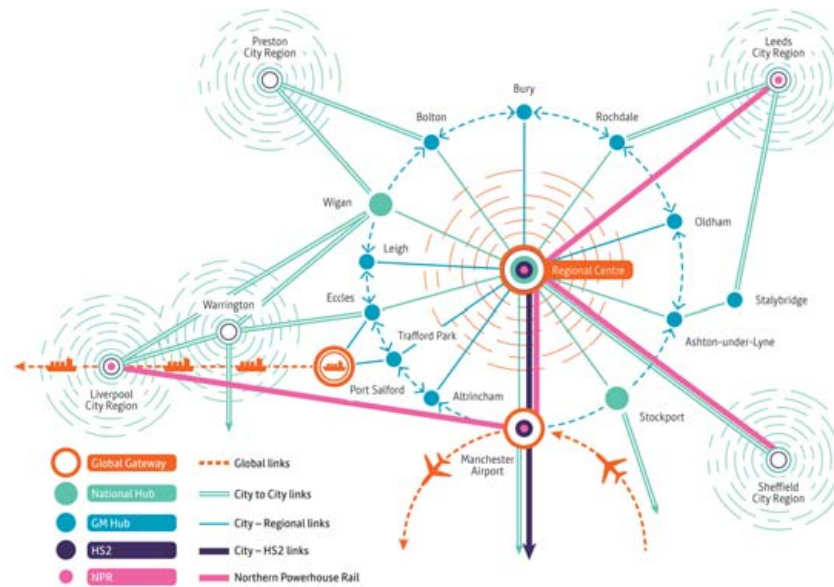 Preston
City Region
Leeds
City Region
Bury
Bolton
Rochdale
Wigan
Oldham
Leigh
Regional Centre
Warrington
Eccles
Stalybridge
Trafford Park
Ashton-under-Lyne
Liverpool
City Region
Port Salford
Altrincham
Stockport
Manchester
Airport
Sheffield
City Region
Global Gateway
Global links
National Hub
City to City links
GM Hub
City – Regional links
HS2
City – HS2 links
NPR
Northern Powerhouse Rail